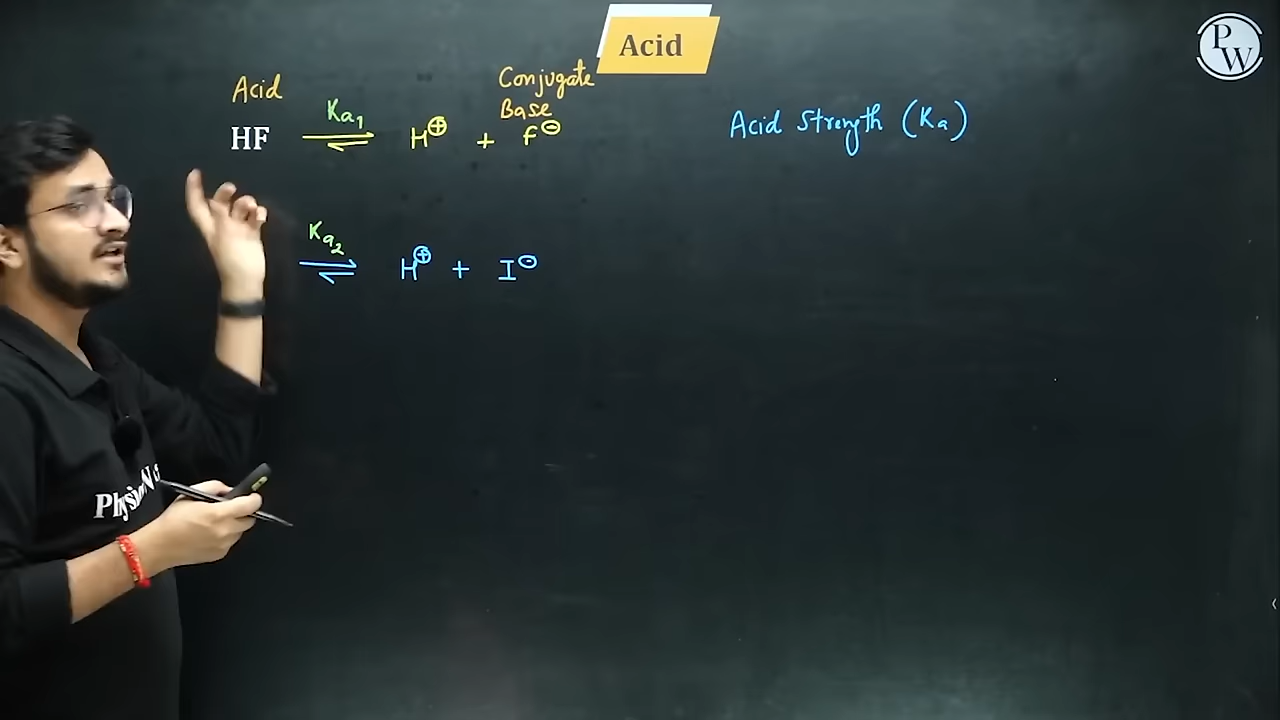 Acid
PW
Acid
Conjugate
Base
HF Ka₁ ⇌ H⊕ + f⊖
Acid Strength (Ka)
Ka₂ ⇌ H⊕ + I⊖